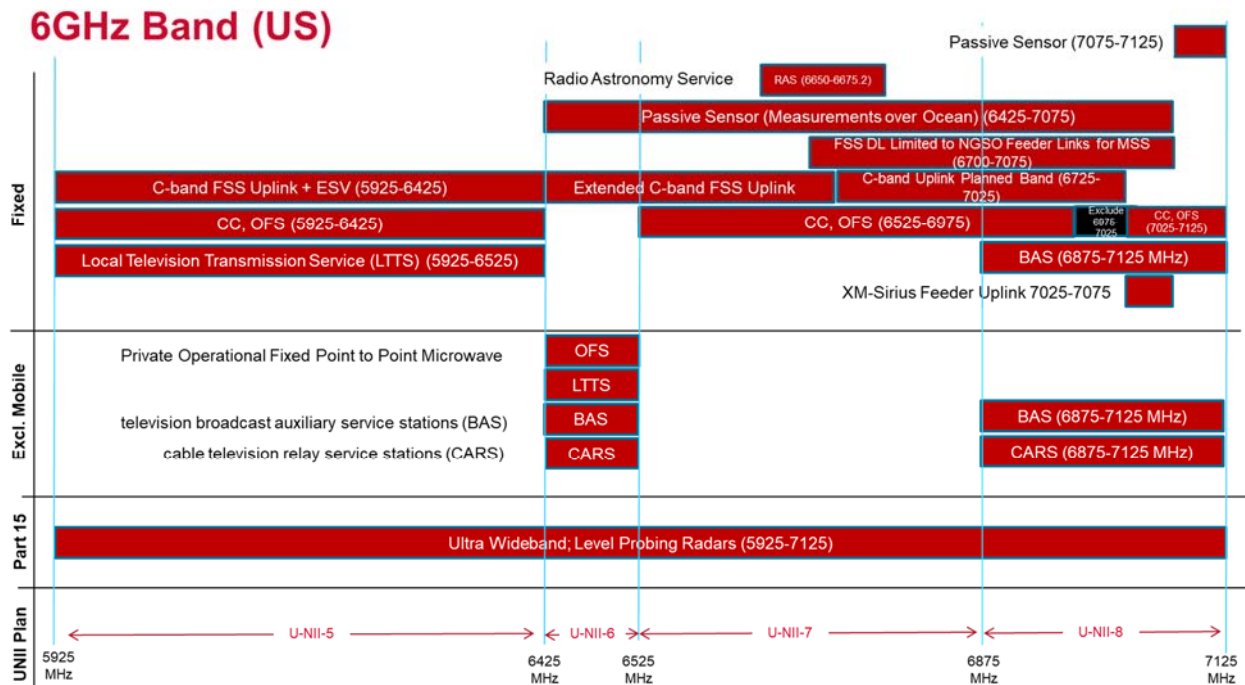 6GHz Band (US)
Passive Sensor (7075-7125)
Radio Astronomy Service
RAS (6650-6675.2)
Passive Sensor (Measurements over Ocean) (6425-7075)
FSS DL Limited to NGSO Feeder Links for MSS
(6700-7075)
Fixed
C-band FSS Uplink + ESV (5925-6425)
Extended C-band FSS Uplink
C-band Uplink Planned Band (6725-
7025)
CC, OFS (5925-6425)
CC, OFS (6525-6975)
Exclude
6975-
7025
CC, OFS
(7025-7125)
Local Television Transmission Service (LTTS) (5925-6525)
BAS (6875-7125 MHz)
XM-Sirius Feeder Uplink 7025-7075
Excl. Mobile
Private Operational Fixed Point to Point Microwave
OFS
LTTS
television broadcast auxiliary service stations (BAS)
BAS
BAS (6875-7125 MHz)
cable television relay service stations (CARS)
CARS
CARS (6875-7125 MHz)
Part 15
Ultra Wideband; Level Probing Radars (5925-7125)
UNII Plan
U-NII-5
U-NII-6
U-NII-7
U-NII-8
5925
MHz
6425
MHz
6525
MHz
6875
MHz
7125
MHz